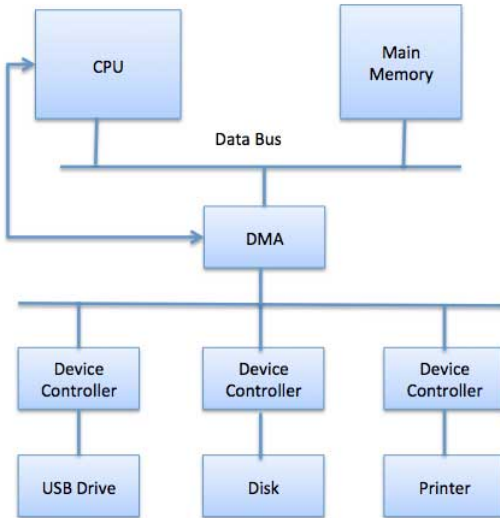 CPU
Main
Memory
Data Bus
DMA
Device
Controller
Device
Controller
Device
Controller
USB Drive
Disk
Printer